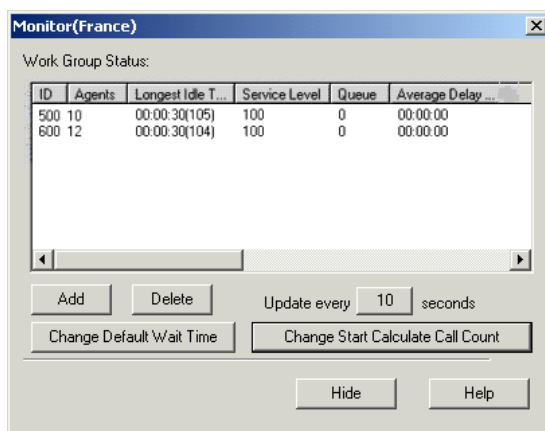 Monitor(France)
Work Group Status:
ID Agents Longest Idle T... Service Level Queue Average Delay ...
500 10 00:00:30(105) 100 0 00:00:00
600 12 00:00:30(104) 100 0 00:00:00
Add Delete Update every 10 seconds
Change Default Wait Time Change Start Calculate Call Count
Hide Help